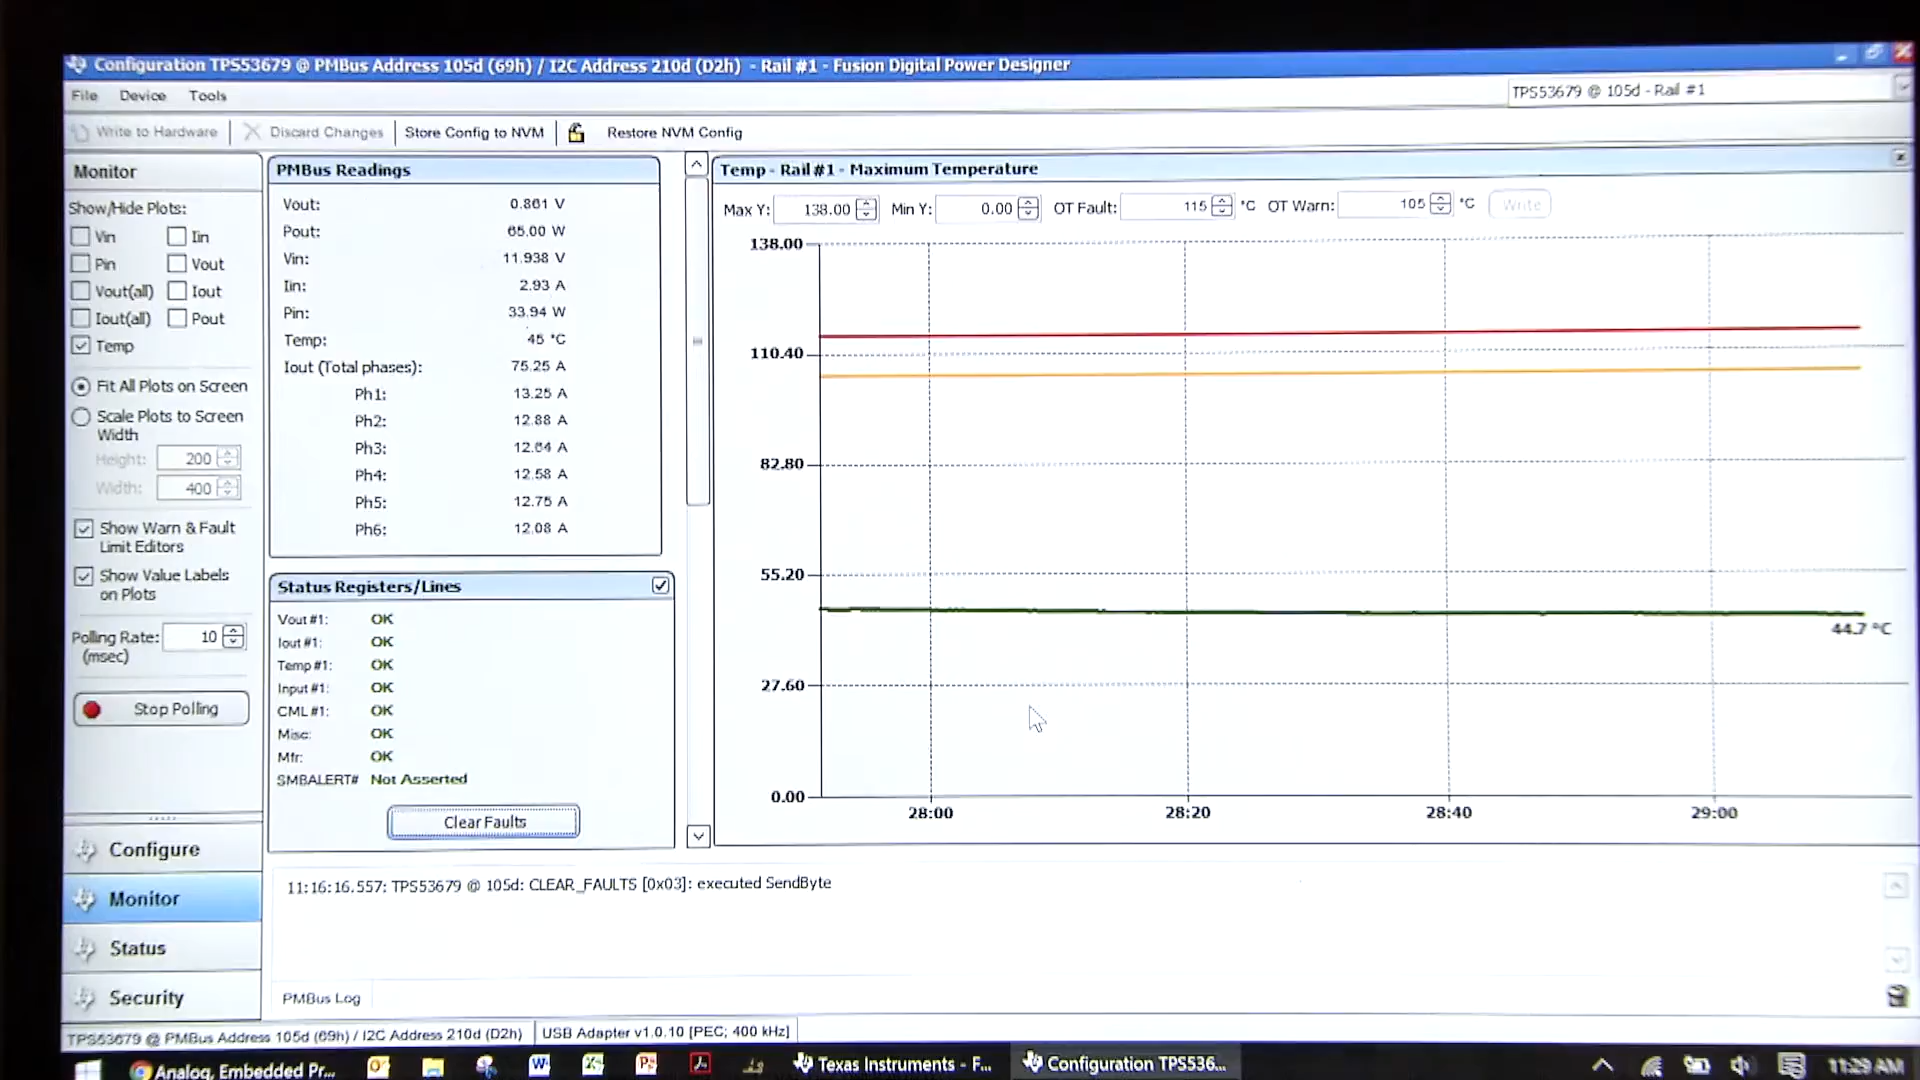 Configuration TPS53679 @ PMBus Address 105d (69h) / I2C Address 210d (D2h) - Rail #1 - Fusion Digital Power Designer
File Device Tools
TPS53679 @ 105d - Rail #1
Write to Hardware Discard Changes Store Config to NVM Restore NVM Config
Monitor
Show/Hide Plots:
Vin Iin
Pin Vout
Vout(all) Iout
Iout(all) Pout
Temp
Fit All Plots on Screen
Scale Plots to Screen
Width
Height: 200
Width: 400
Show Warn & Fault
Limit Editors
Show Value Labels
on Plots
Polling Rate: 10
(msec)
Stop Polling
Configure
Monitor
Status
Security
PMBus Readings
Vout: 0.861 V
Pout: 65.00 W
Vin: 11.938 V
Iin: 2.93 A
Pin: 33.94 W
Temp: 45 °C
Iout (Total phases): 75.25 A
Ph1: 13.25 A
Ph2: 12.88 A
Ph3: 12.64 A
Ph4: 12.58 A
Ph5: 12.75 A
Ph6: 12.08 A
Status Registers/Lines
Vout #1: OK
Iout #1: OK
Temp #1: OK
Input #1: OK
CML #1: OK
Misc: OK
Mfr: OK
SMBALERT# Not Asserted
Clear Faults
Temp - Rail #1 - Maximum Temperature
Max Y: 138.00 Min Y: 0.00 OT Fault: 115 °C OT Warn: 105 °C Write
138.00
110.40
82.80
55.20
27.60
0.00
44.7 °C
28:00 28:20 28:40 29:00
11:16:16.557: TPS53679 @ 105d: CLEAR_FAULTS [0x03]: executed SendByte
PMBus Log
TPS53679 @ PMBus Address 105d (69h) / I2C Address 210d (D2h) USB Adapter v1.0.10 [PEC; 400 kHz]
Analog, Embedded Pr... Texas Instruments - F... Configuration TPS536... 11:29 AM